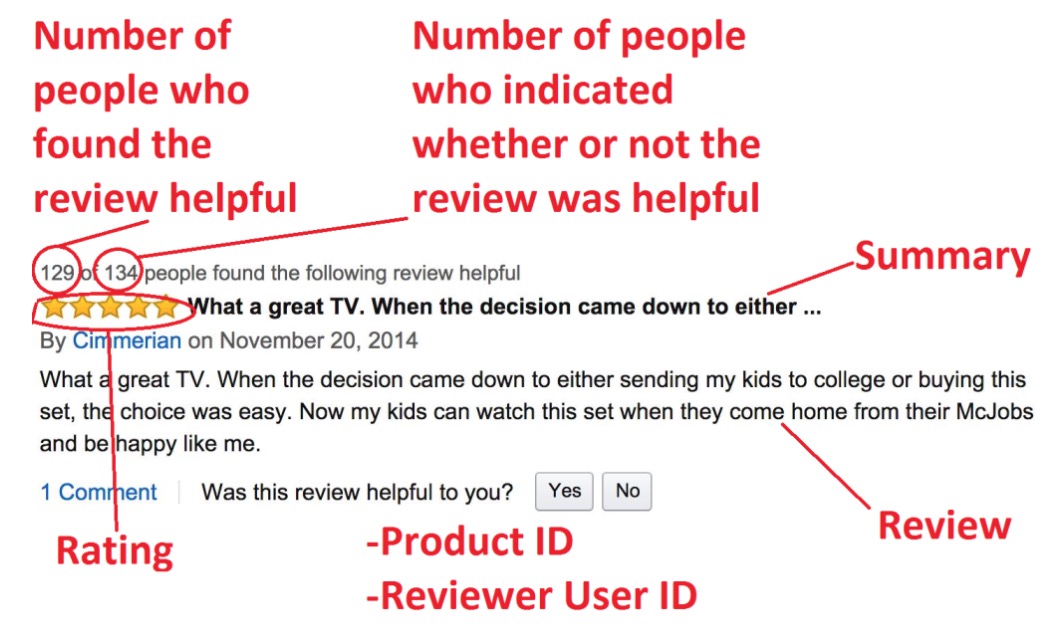 Number of
people who
found the
review helpful
Number of people
who indicated
whether or not the
review was helpful
129 of 134 people found the following review helpful
Summary
What a great TV. When the decision came down to either ...
By Cimmerian on November 20, 2014
What a great TV. When the decision came down to either sending my kids to college or buying this
set, the choice was easy. Now my kids can watch this set when they come home from their McJobs
and be happy like me.
1 Comment Was this review helpful to you? Yes No
Review
Rating
-Product ID
-Reviewer User ID